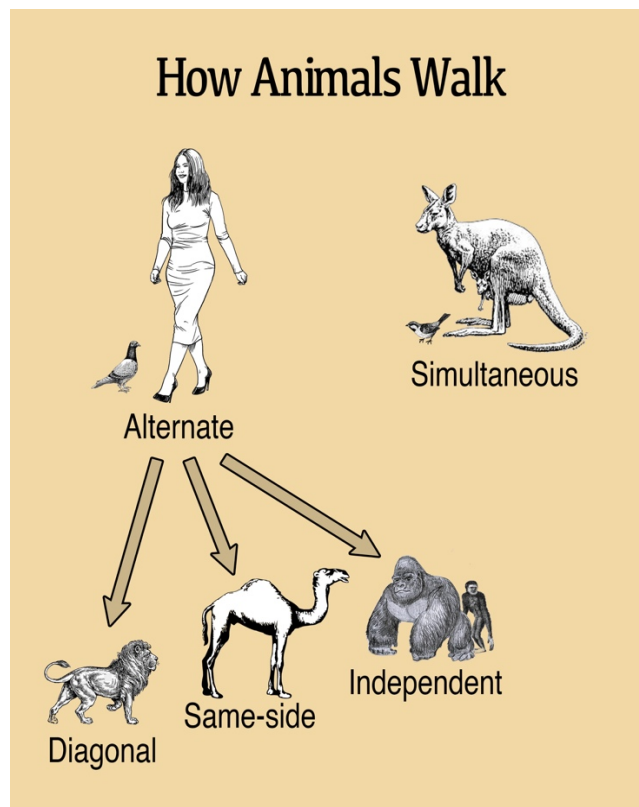 How Animals Walk
Simultaneous
Alternate
Independent
Same-side
Diagonal